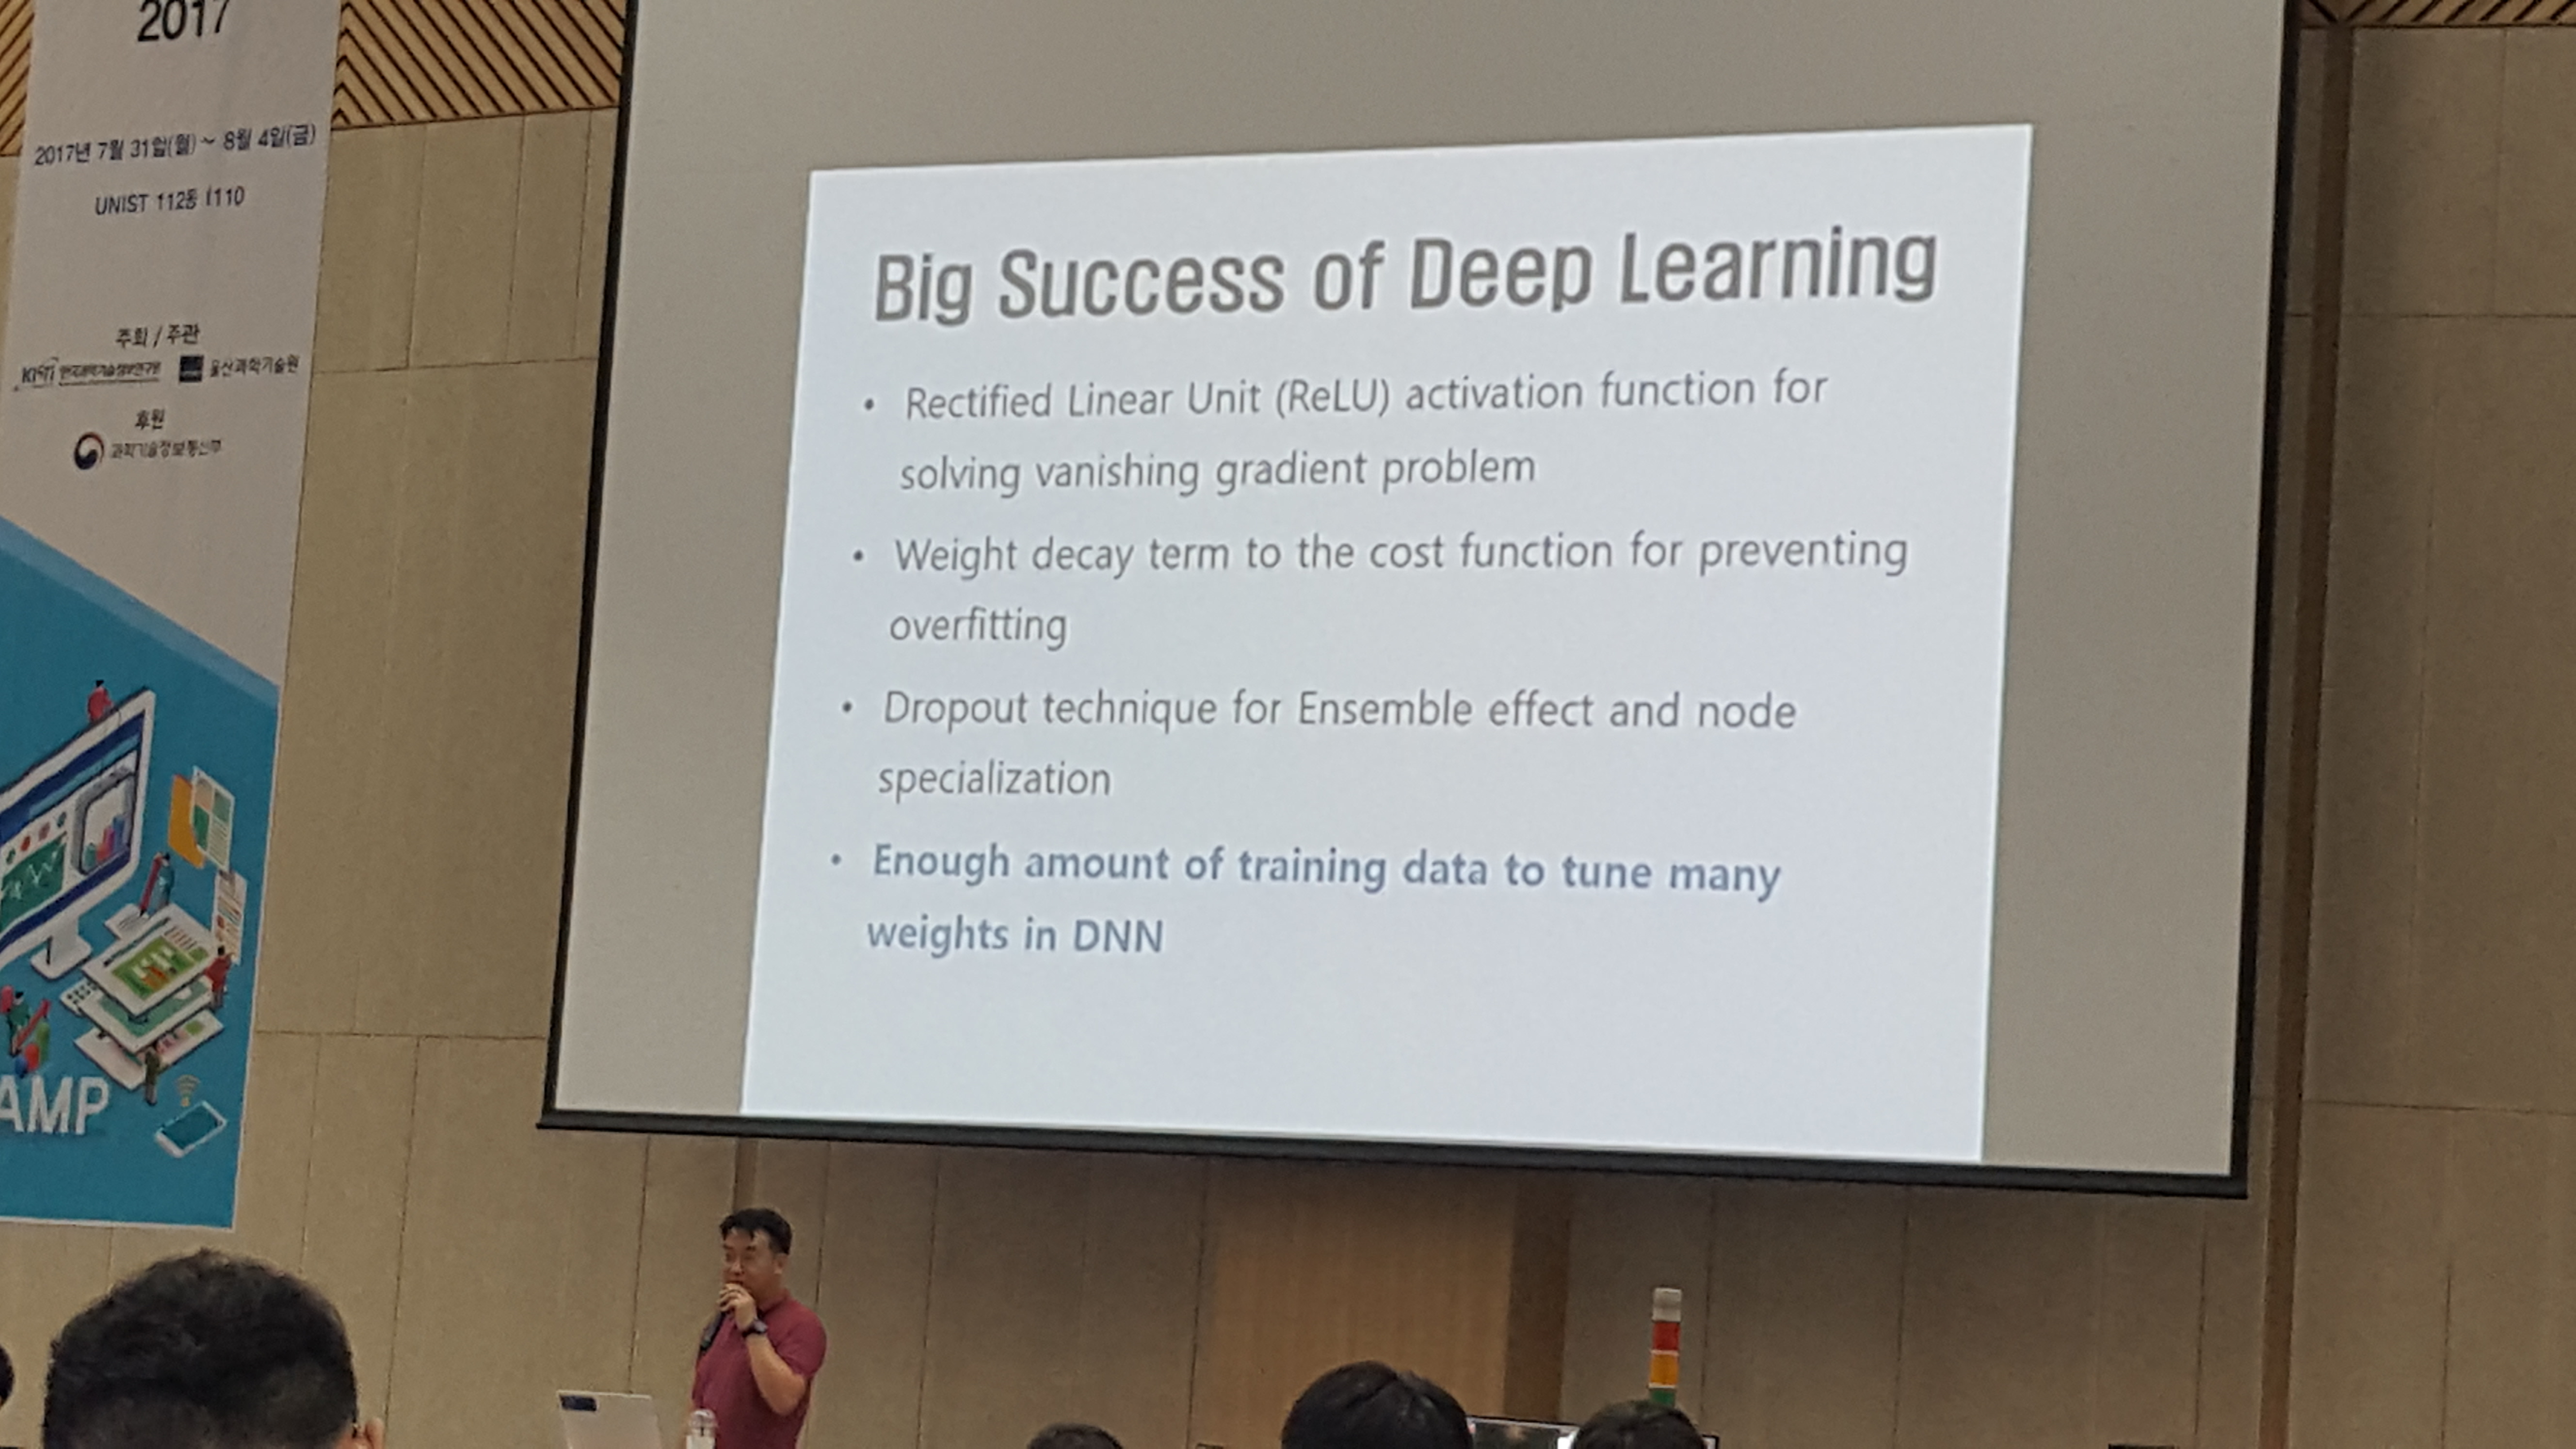 2017
2017년 7월 31일(월) ~ 8월 4일(금)
UNIST 112동 I110
주최 / 주관
KISTI 한국과학기술정보연구원 울산과학기술원
후원
과학기술정보통신부
AMP
Big Success of Deep Learning
• Rectified Linear Unit (ReLU) activation function for
solving vanishing gradient problem
• Weight decay term to the cost function for preventing
overfitting
• Dropout technique for Ensemble effect and node
specialization
• Enough amount of training data to tune many
weights in DNN